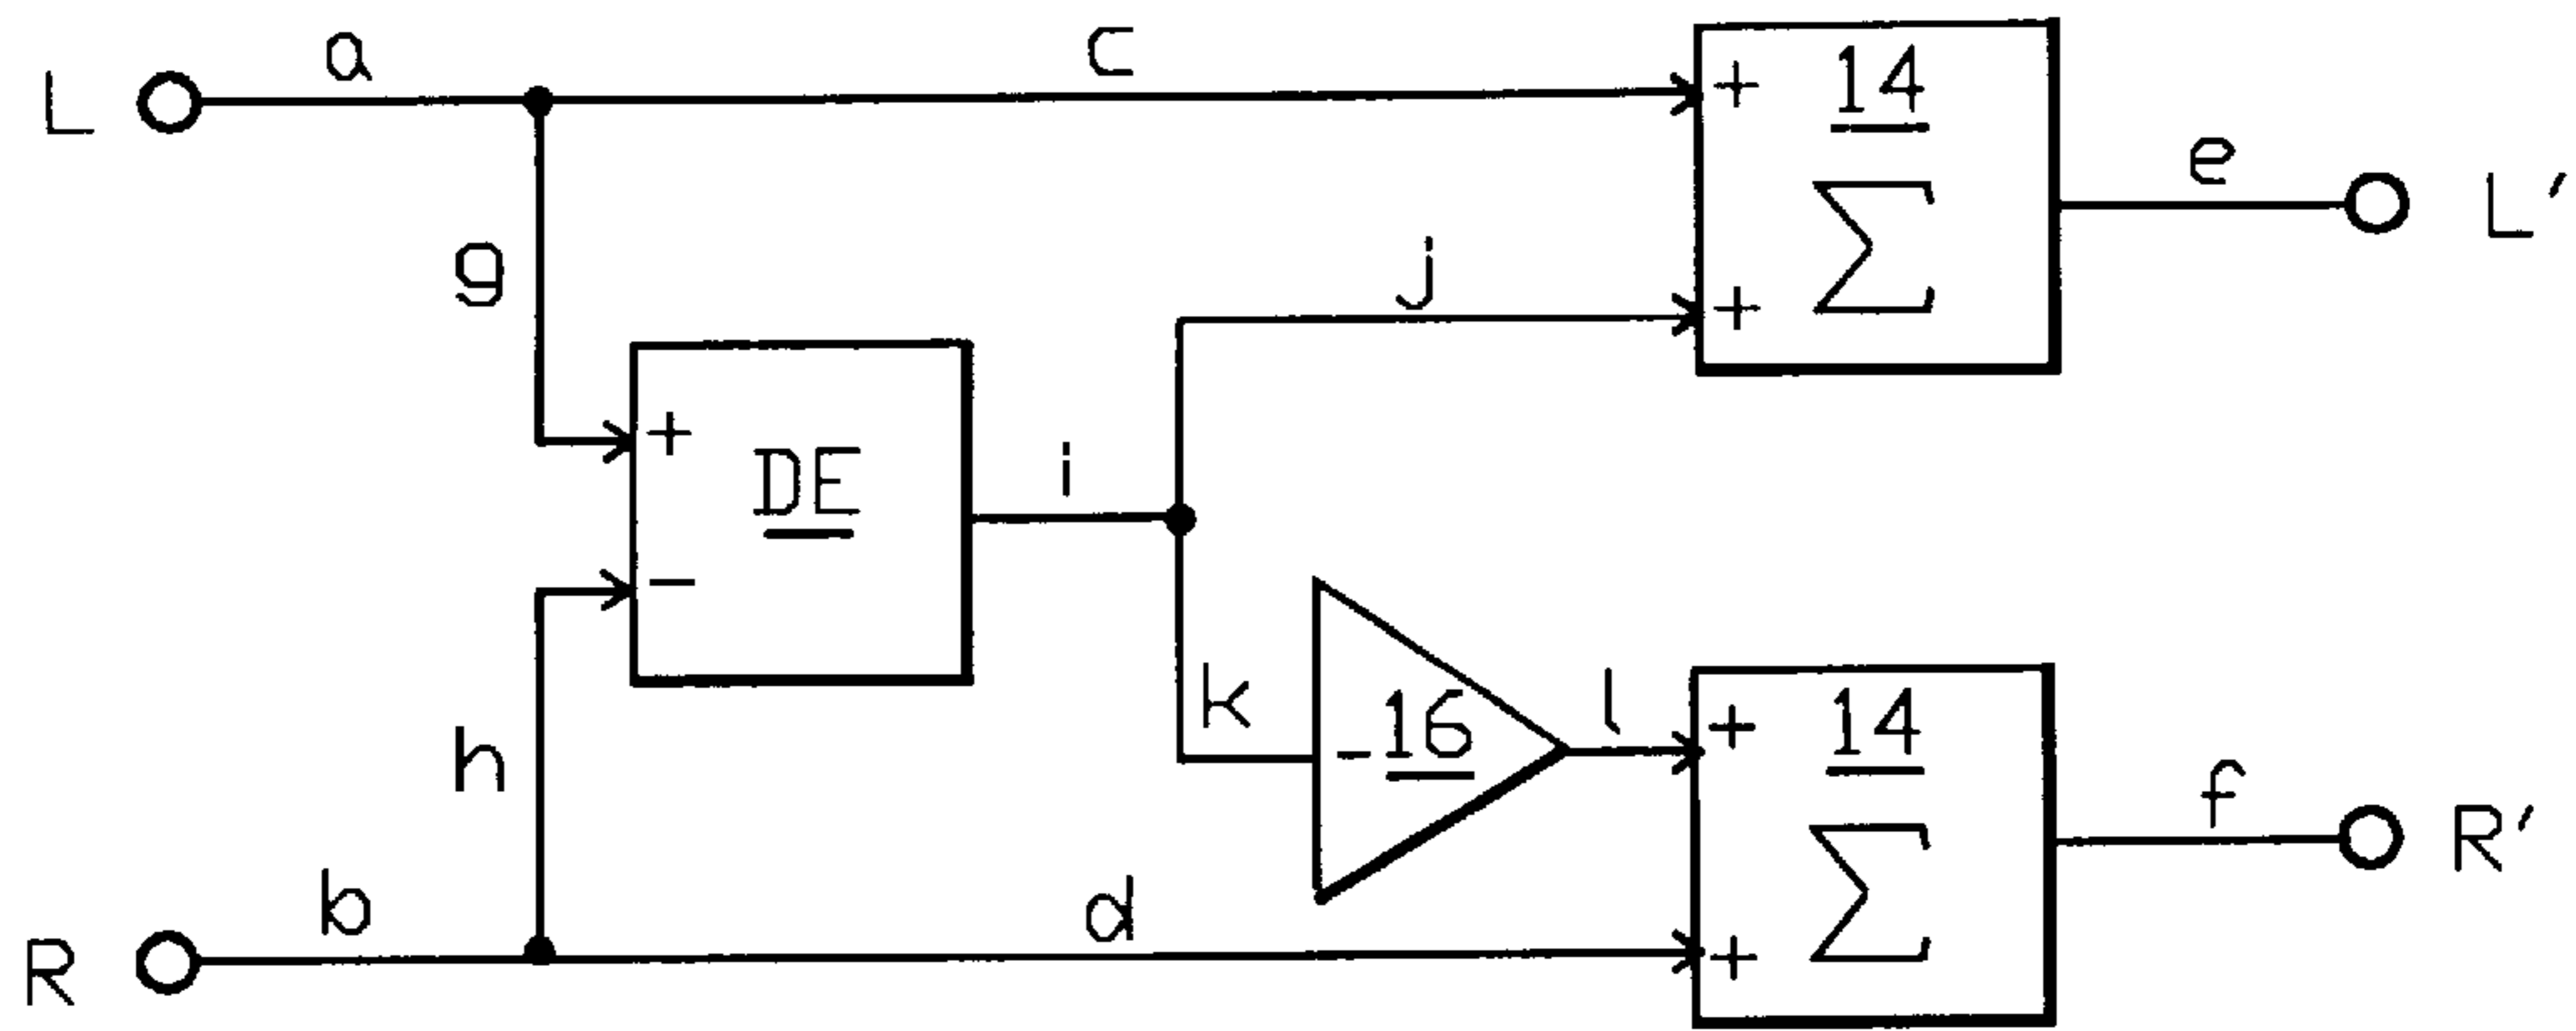 L
a
c
+
14
Σ
e
L'
g
j
+
+
DE
i
-
h
k
-16
l
+
14
Σ
f
R'
b
d
+
R